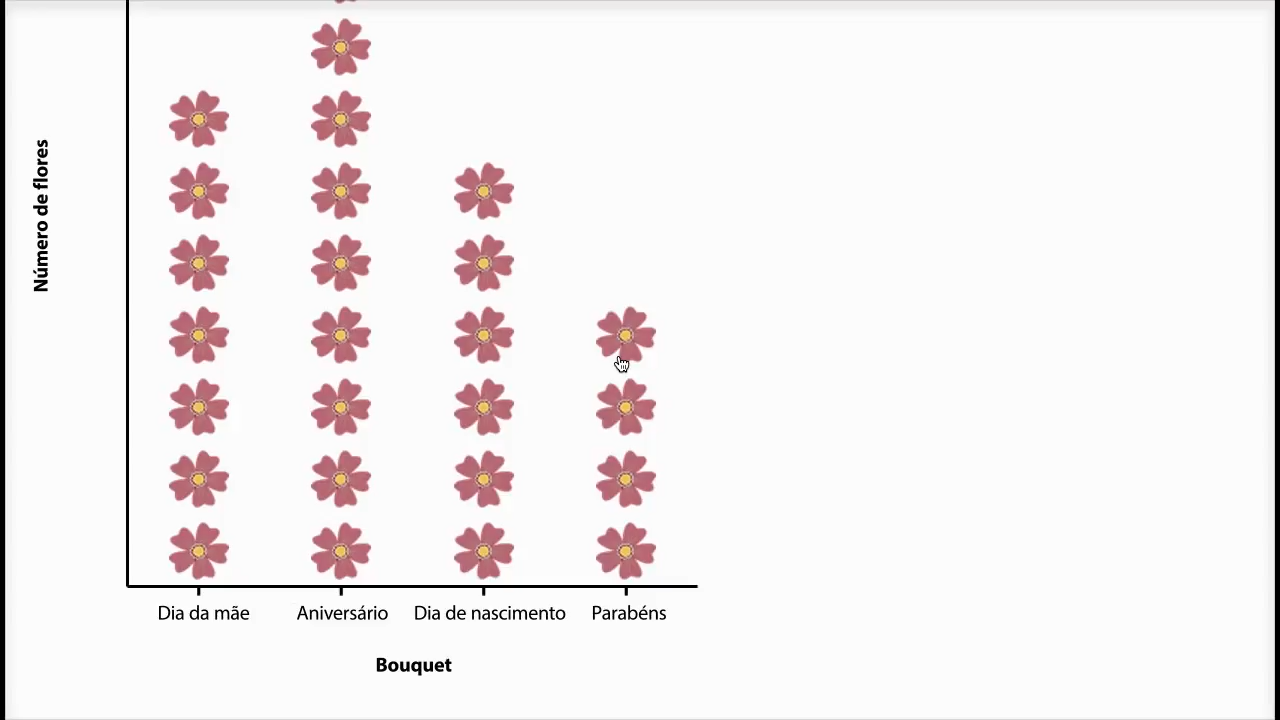 Número de flores
Dia da mãe
Aniversário
Dia de nascimento
Parabéns
Bouquet